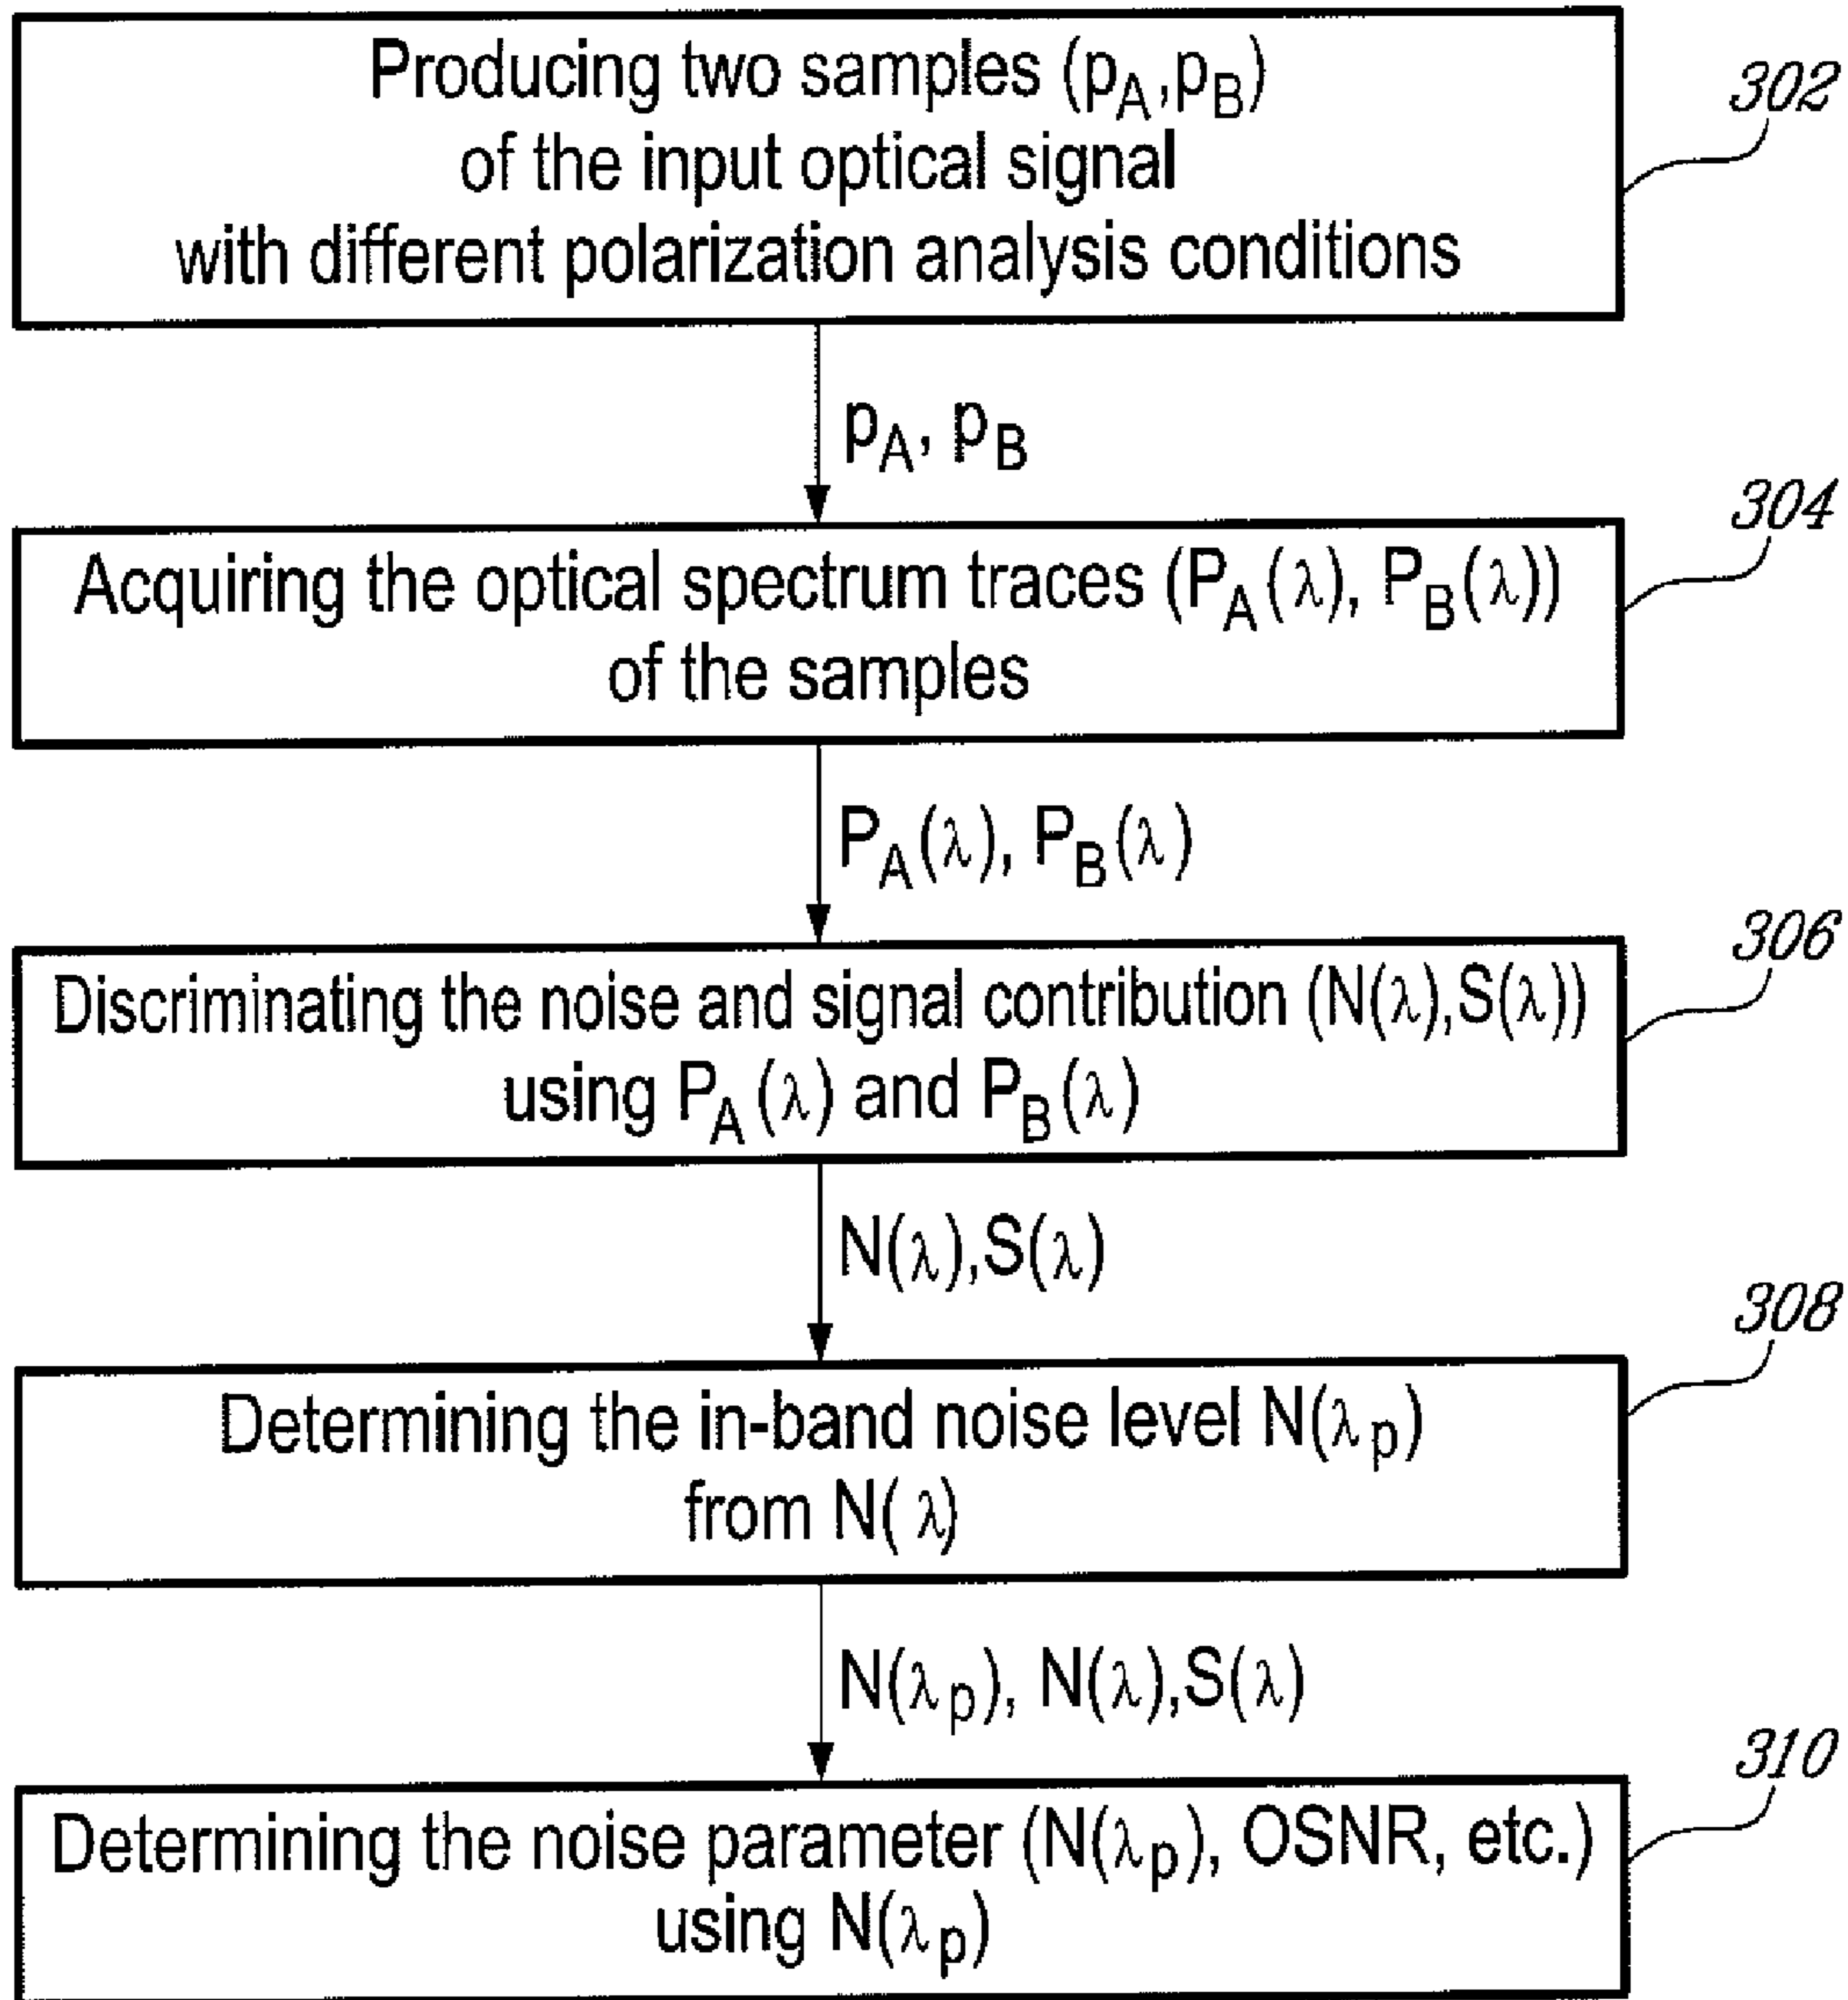 Producing two samples (pA,pB)
of the input optical signal
with different polarization analysis conditions
302
pA, pB
304
Acquiring the optical spectrum traces (PA(λ), PB(λ))
of the samples
PA(λ), PB(λ)
306
Discriminating the noise and signal contribution (N(λ),S(λ))
using PA(λ) and PB(λ)
N(λ),S(λ)
308
Determining the in-band noise level N(λp)
from N(λ)
N(λp), N(λ),S(λ)
310
Determining the noise parameter (N(λp), OSNR, etc.)
using N(λp)